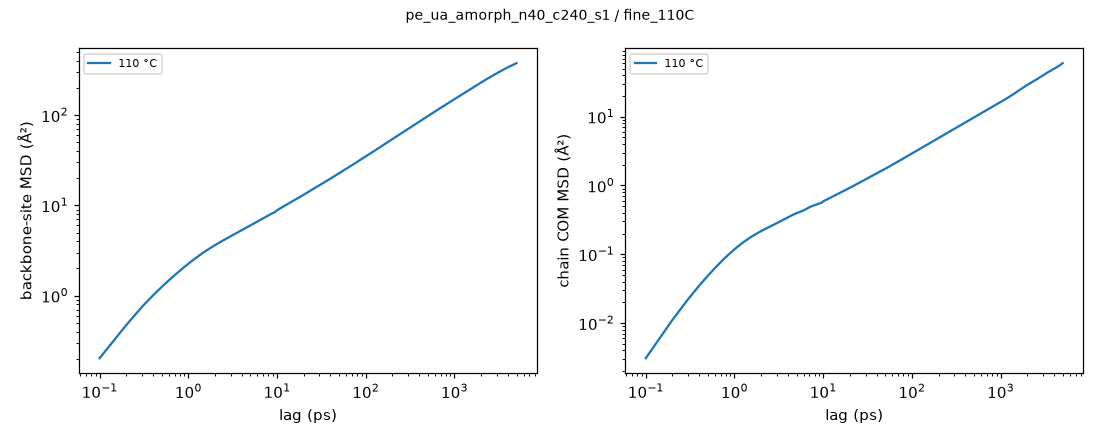 pe_ua_amorph_n40_c240_s1 / fine_110C
110 °C
backbone-site MSD (Å²)
10²
10¹
10⁰
10⁻¹ 10⁰ 10¹ 10² 10³
lag (ps)
110 °C
chain COM MSD (Å²)
10¹
10⁰
10⁻¹
10⁻²
10⁻¹ 10⁰ 10¹ 10² 10³
lag (ps)